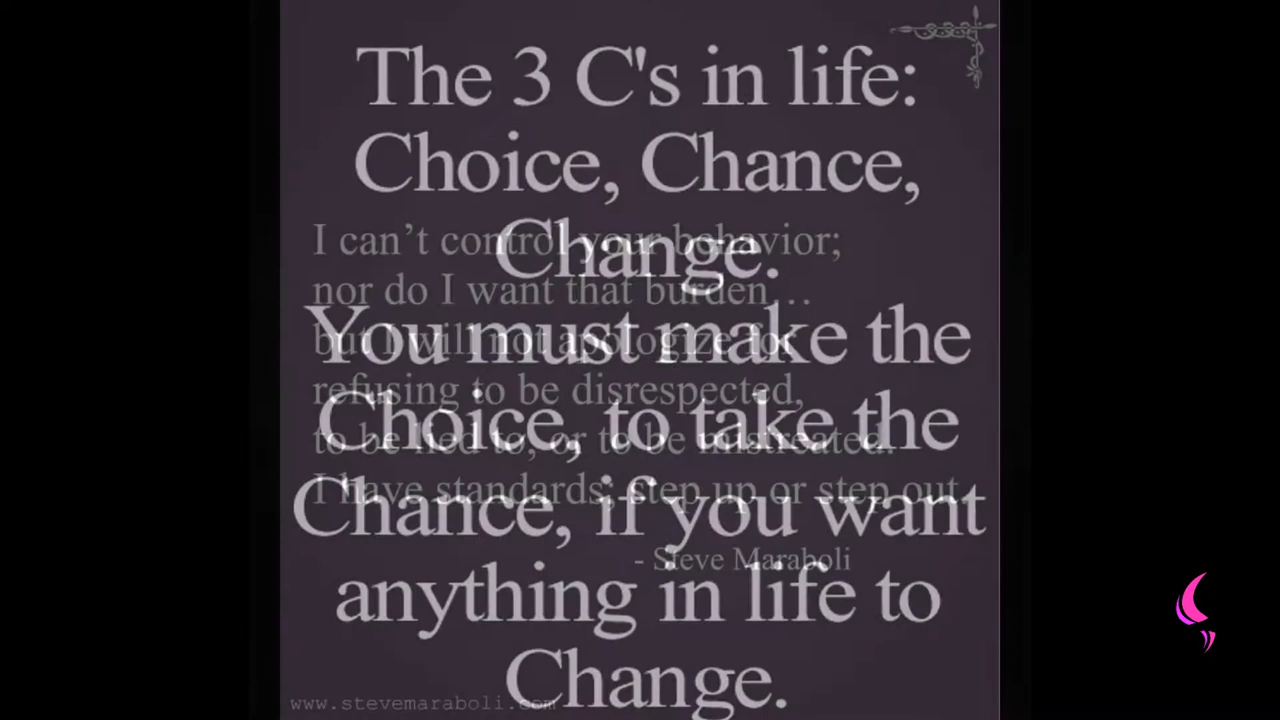 The 3 C's in life:
Choice, Chance,
Change.
You must make the
Choice, to take the
Chance, if you want
anything in life to
Change.
I can’t control your behavior;
nor do I want that burden…
but I will not apologize for
refusing to be disrespected,
to be lied to, or to be mistreated.
I have standards; step up or step out
- Steve Maraboli
www.stevemaraboli.com